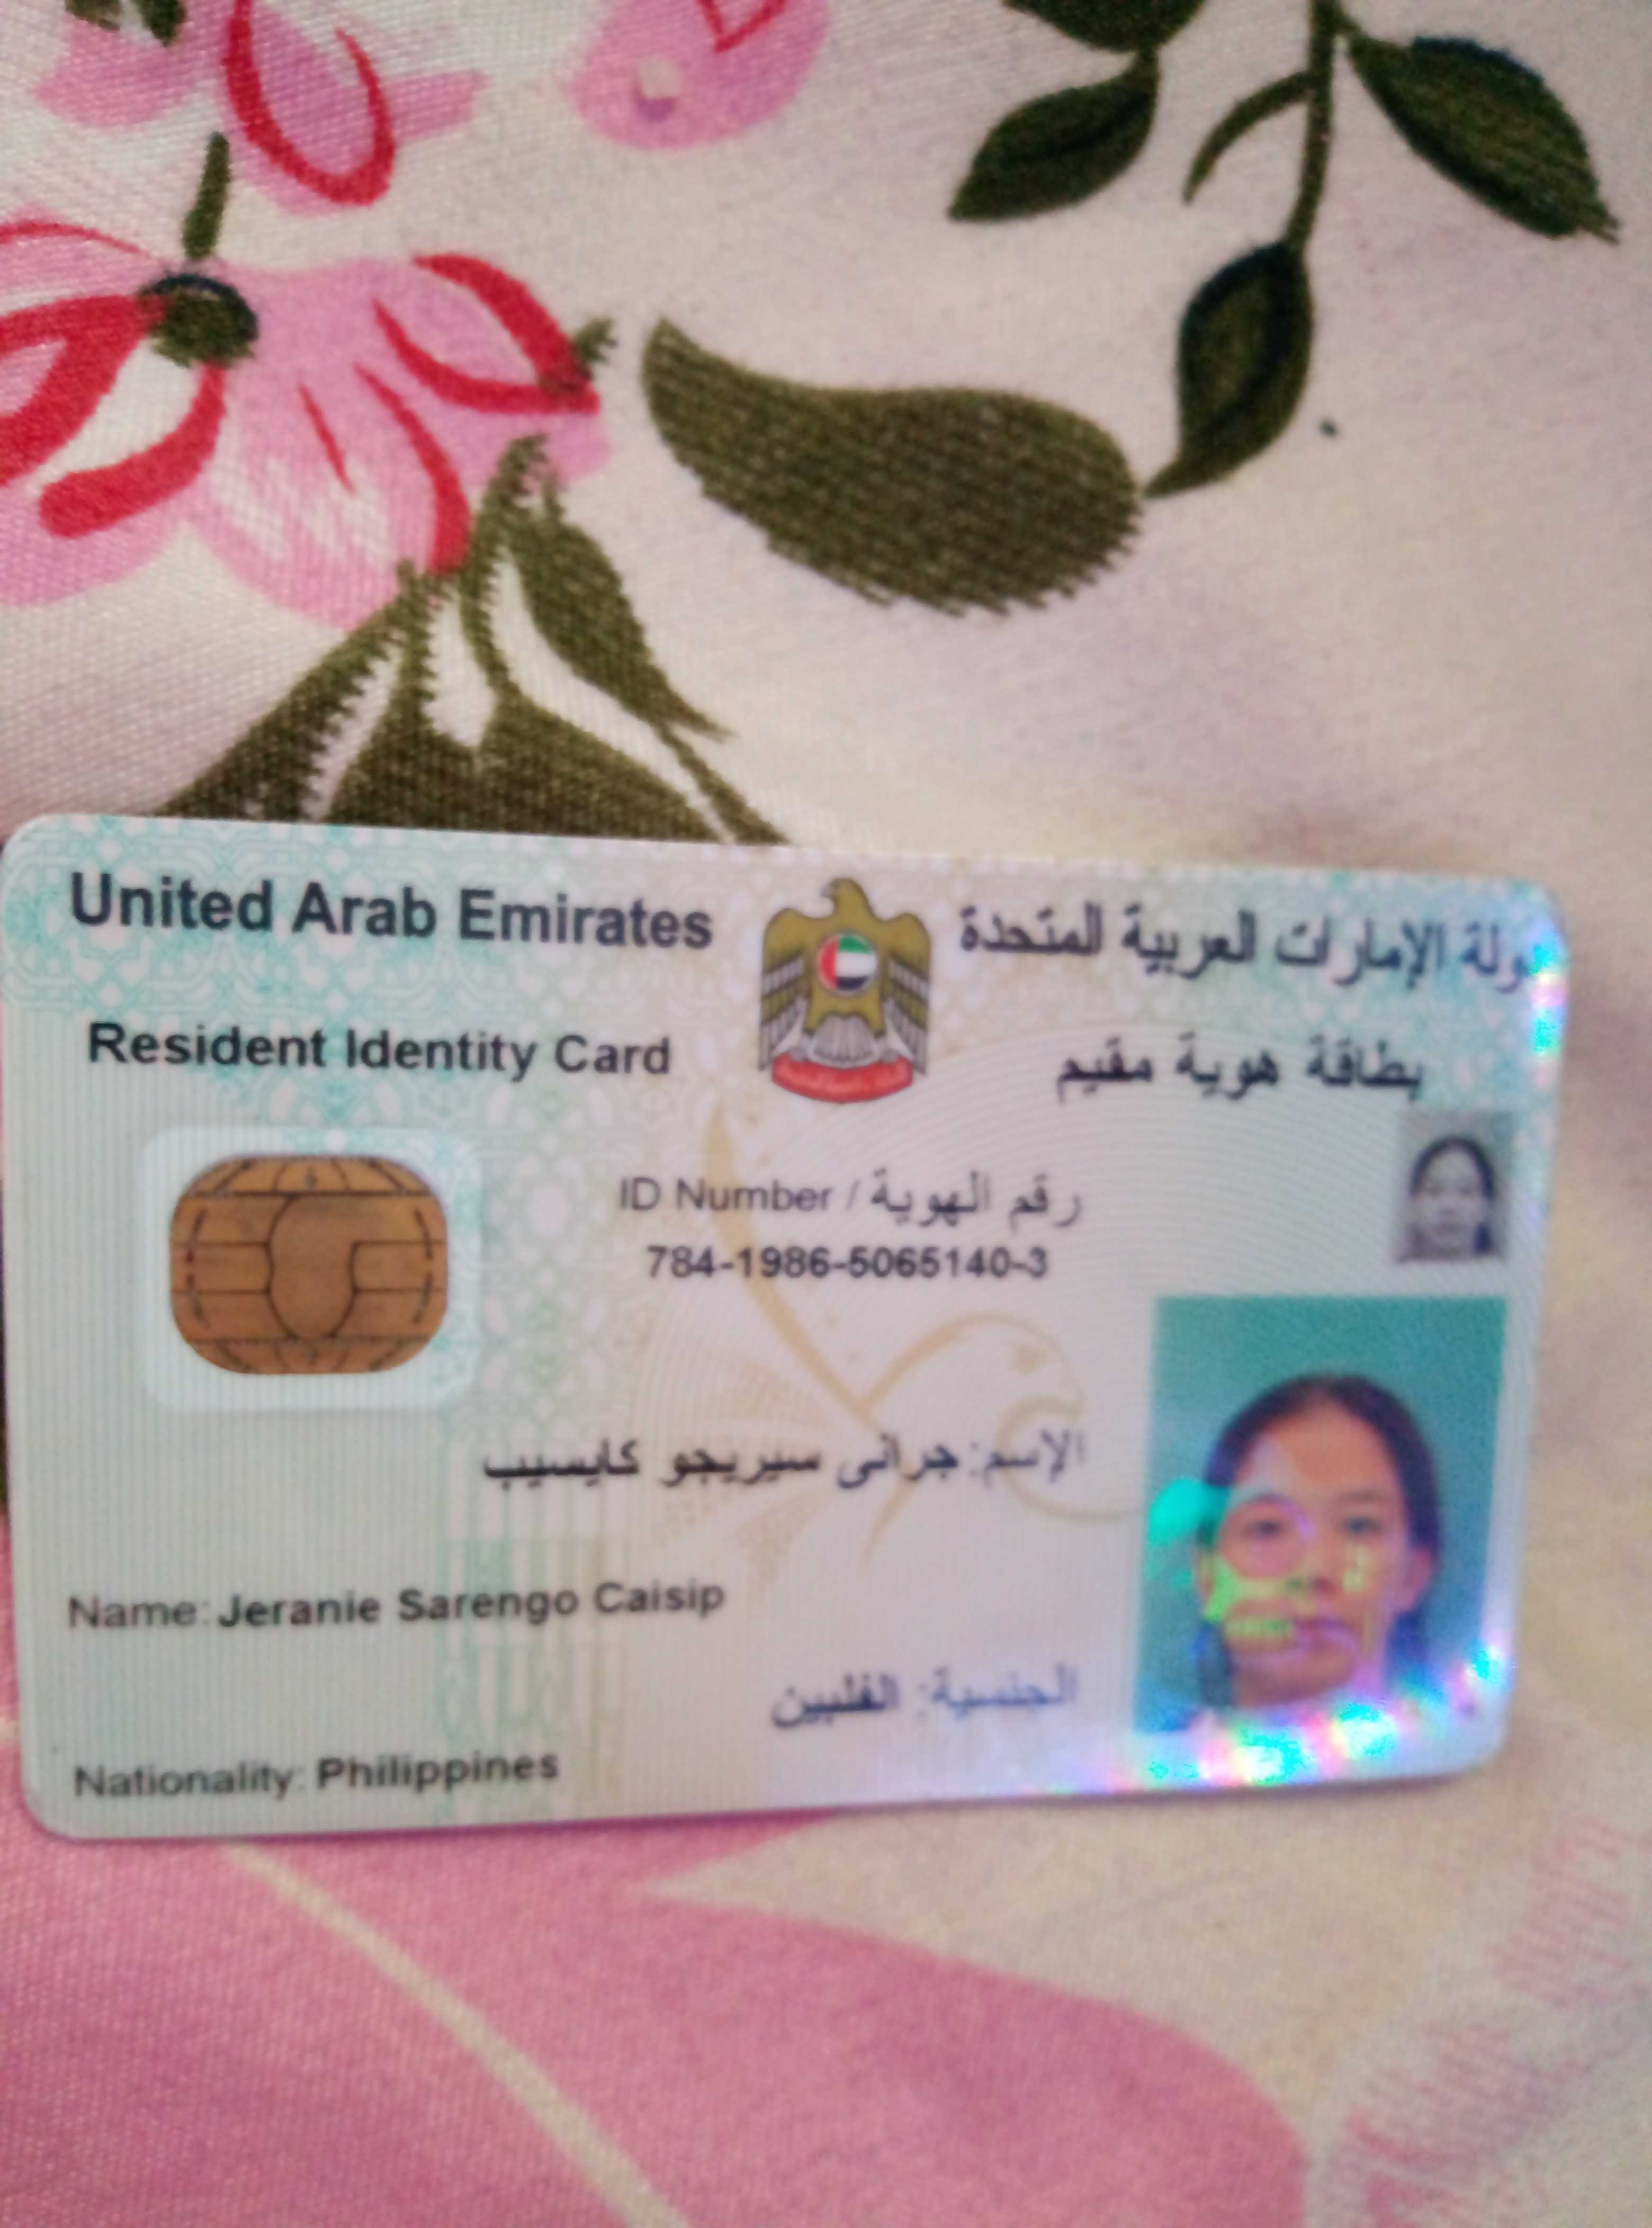 United Arab Emirates
ولة الإمارات العربية المتحدة
Resident Identity Card
بطاقة هوية مقيم
ID Number / رقم الهوية
784-1986-5065140-3
الإسم: جرانى سيريجو كايسيب
Name: Jeranie Sarengo Caisip
الجنسية: الفلبين
Nationality: Philippines